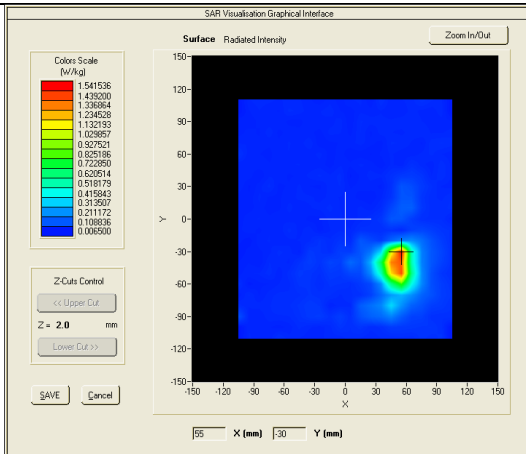 SAR Visualisation Graphical Interface
Surface Radiated Intensity
Zoom In/Out
Colors Scale
(W/kg)
1.541536
1.439200
1.336864
1.234528
1.132193
1.029857
0.927521
0.825186
0.722850
0.620514
0.518179
0.415843
0.313507
0.211172
0.108836
0.006500
Z-Cuts Control
<< Upper Cut
Z = 2.0 mm
Lower Cut >>
SAVE Cancel
150-
120-
90-
60-
30-
0-
-30-
-60-
-90-
-120-
-150-
Y
-150 -120 -90 -60 -30 0 30 60 90 120 150
X
55 X (mm) -30 Y (mm)